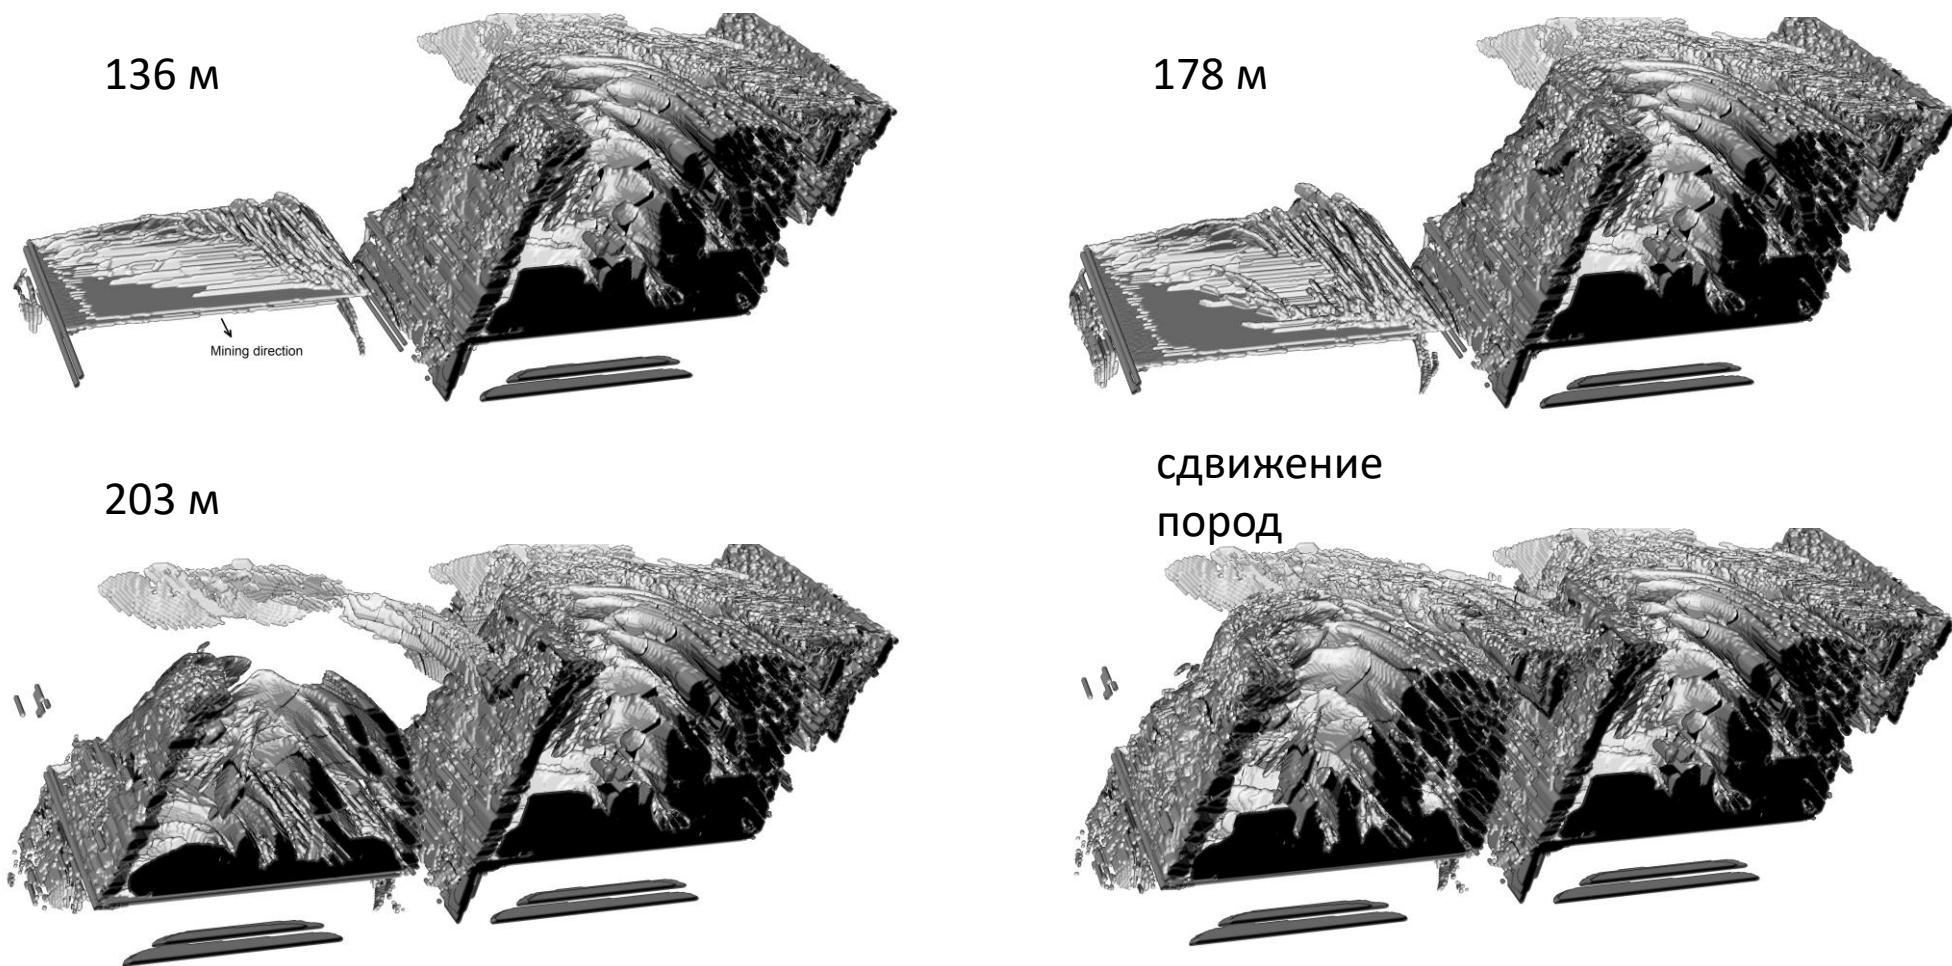 136 м
178 м
Mining direction
203 м
сдвижение
пород